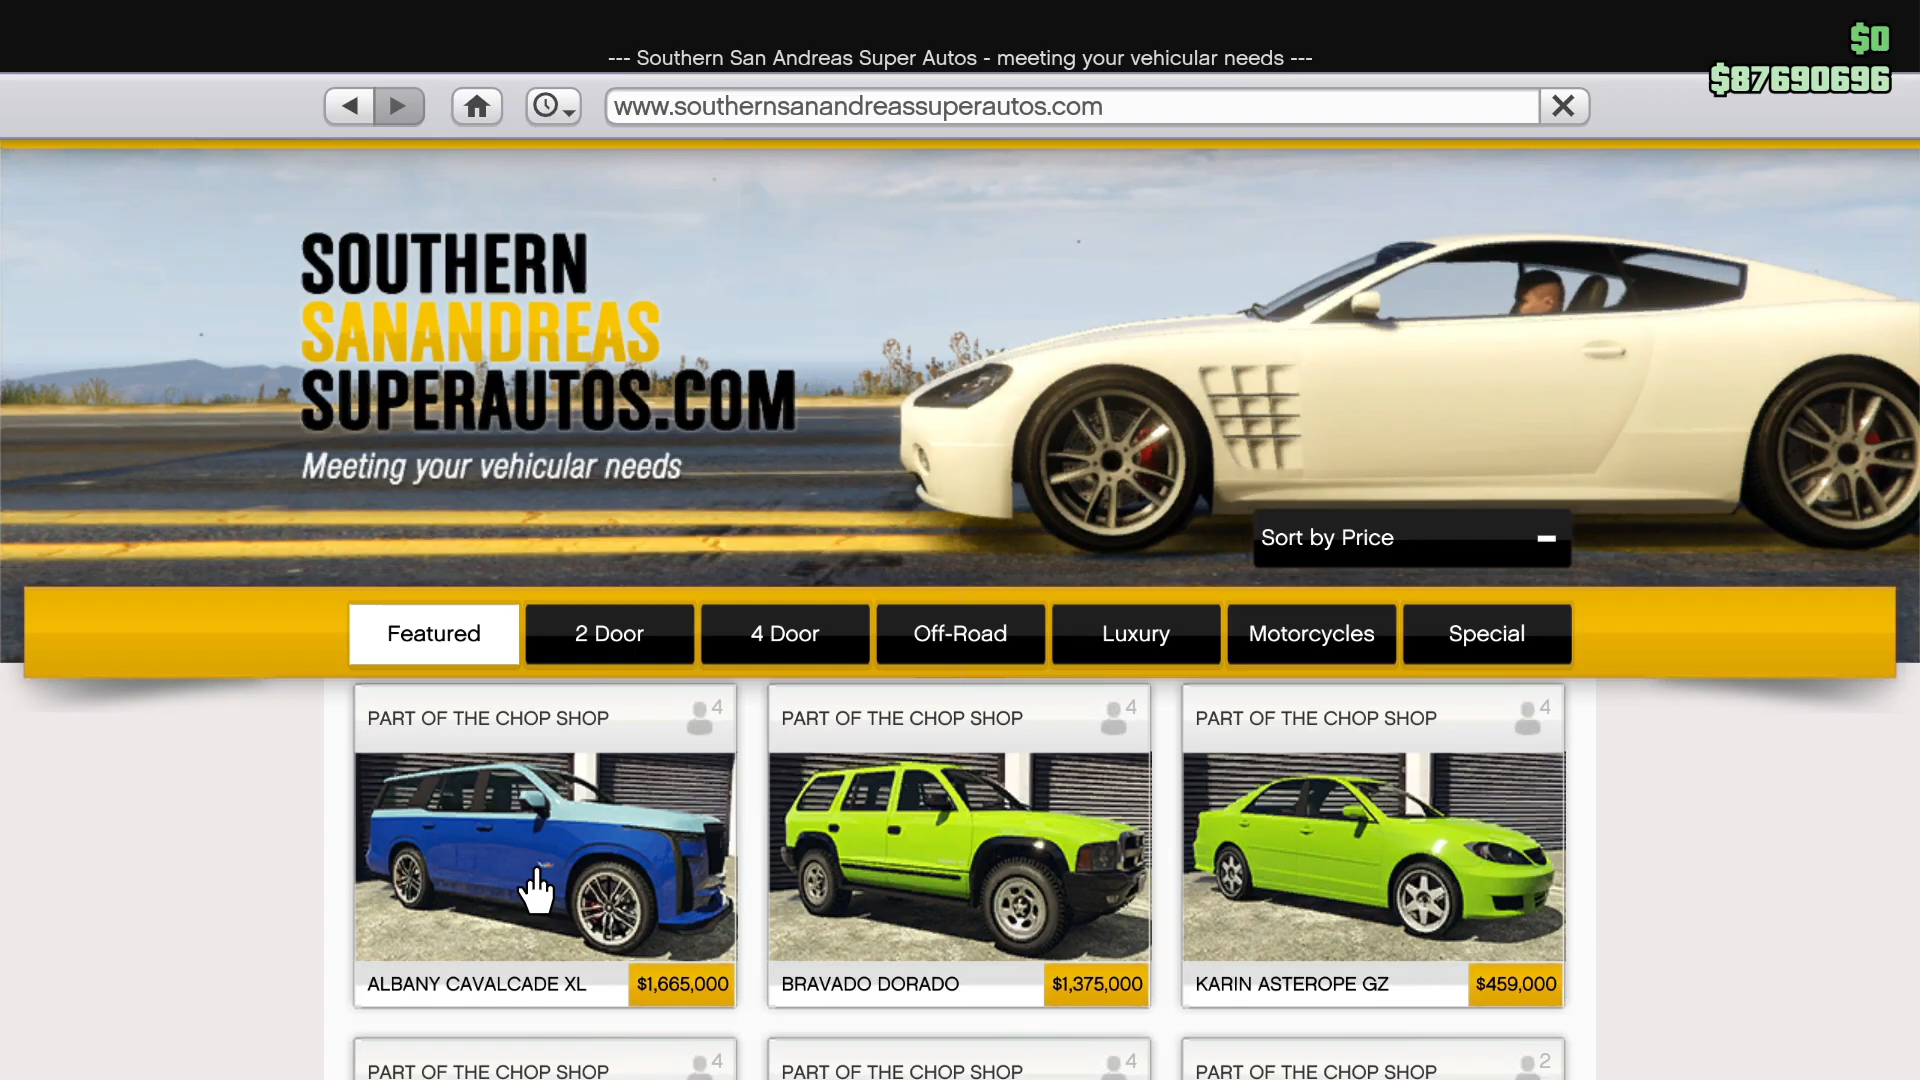 $0
--- Southern San Andreas Super Autos - meeting your vehicular needs ---
$87690696
www.southernsanandreassuperautos.com
SOUTHERN
SANANDREAS
SUPERAUTOS.COM
Meeting your vehicular needs
Sort by Price
Featured 2 Door 4 Door Off-Road Luxury Motorcycles Special
PART OF THE CHOP SHOP 4 PART OF THE CHOP SHOP 4 PART OF THE CHOP SHOP 4
ALBANY CAVALCADE XL $1,665,000 BRAVADO DORADO $1,375,000 KARIN ASTEROPE GZ $459,000
PART OF THE CHOP SHOP 4 PART OF THE CHOP SHOP 4 PART OF THE CHOP SHOP 2